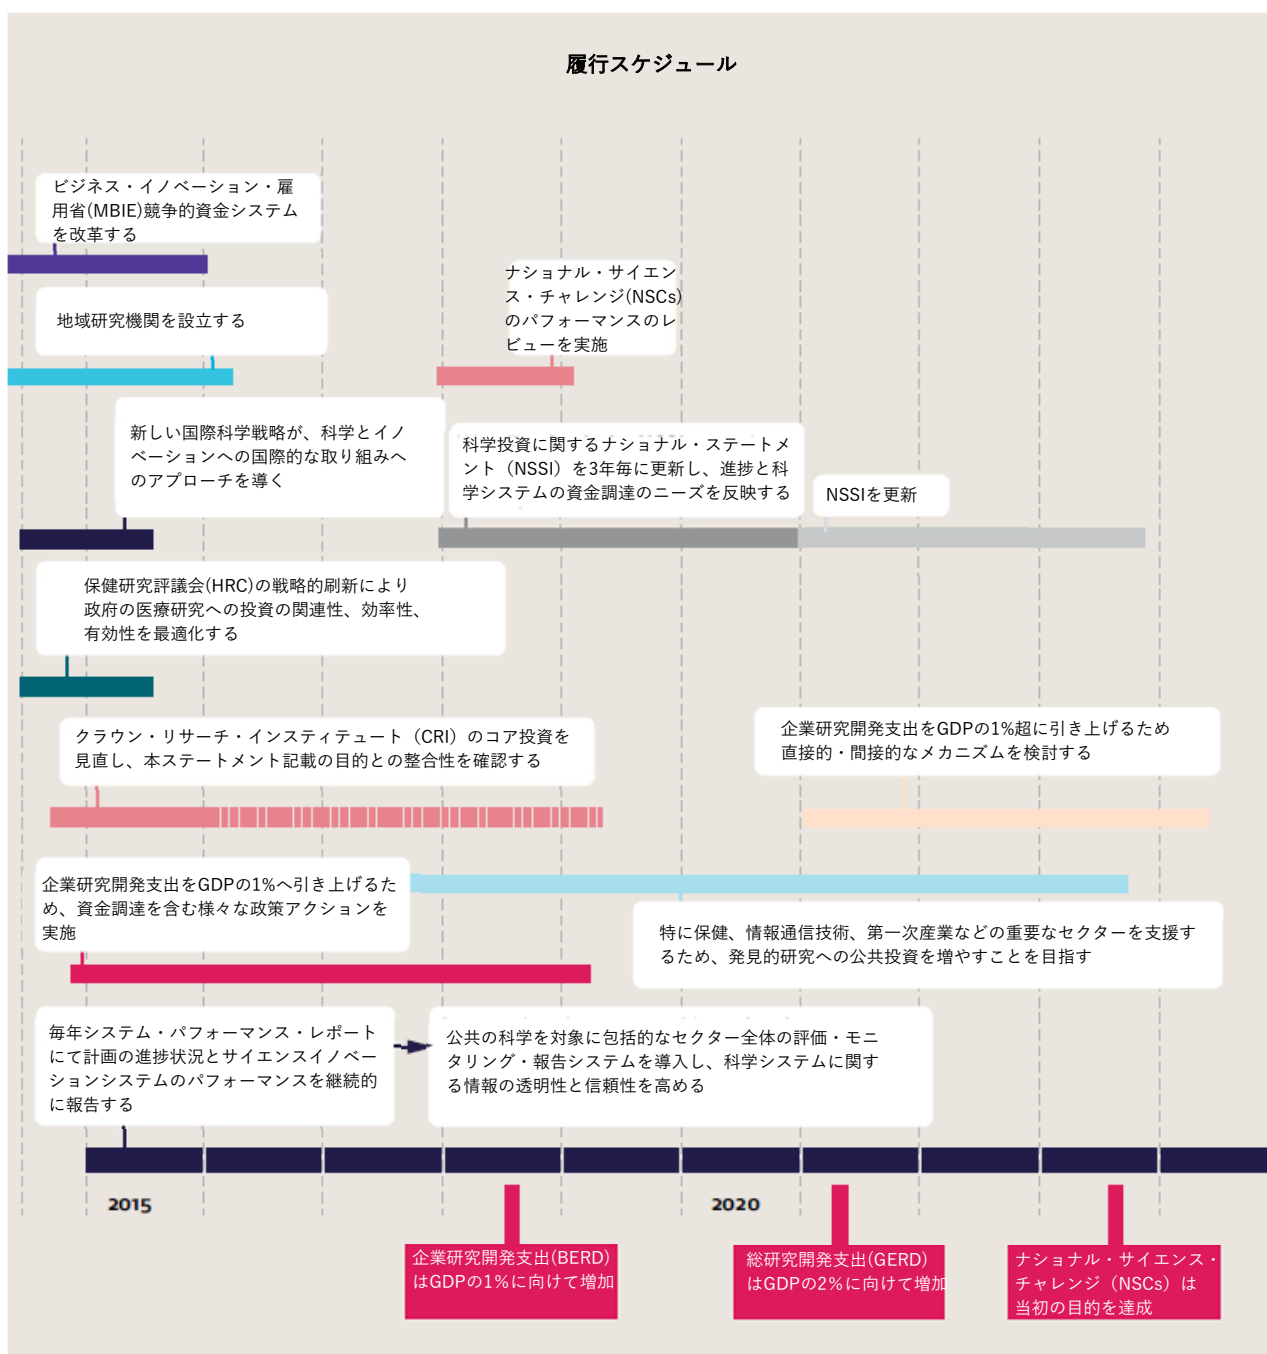 履行スケジュール
ビジネス・イノベーション・雇
用省(MBIE)競争的資金システム
を改革する
ナショナル・サイエン
ス・チャレンジ(NSCs)
のパフォーマンスのレ
ビューを実施
地域研究機関を設立する
新しい国際科学戦略が、科学とイノ
ベーションへの国際的な取り組みへ
のアプローチを導く
科学投資に関するナショナル・ステートメ
ント（NSSI）を3年毎に更新し、進捗と科
学システムの資金調達のニーズを反映する
NSSIを更新
保健研究評議会(HRC)の戦略的刷新により
政府の医療研究への投資の関連性、効率性、
有効性を最適化する
クラウン・リサーチ・インスティテュート（CRI）のコア投資を
見直し、本ステートメント記載の目的との整合性を確認する
企業研究開発支出をGDPの1%超に引き上げるため
直接的・間接的なメカニズムを検討する
企業研究開発支出をGDPの1%へ引き上げるた
め、資金調達を含む様々な政策アクションを
実施
特に保健、情報通信技術、第一次産業などの重要なセクターを支援す
るため、発見的研究への公共投資を増やすことを目指す
毎年システム・パフォーマンス・レポート
にて計画の進捗状況とサイエンスイノベー
ションシステムのパフォーマンスを継続的
に報告する
公共の科学を対象に包括的なセクター全体の評価・モニ
タリング・報告システムを導入し、科学システムに関す
る情報の透明性と信頼性を高める
2015
2020
企業研究開発支出(BERD)
はGDPの1%に向けて増加
総研究開発支出(GERD)
はGDPの2%に向けて増加
ナショナル・サイエンス・
チャレンジ（NSCs）は
当初の目的を達成